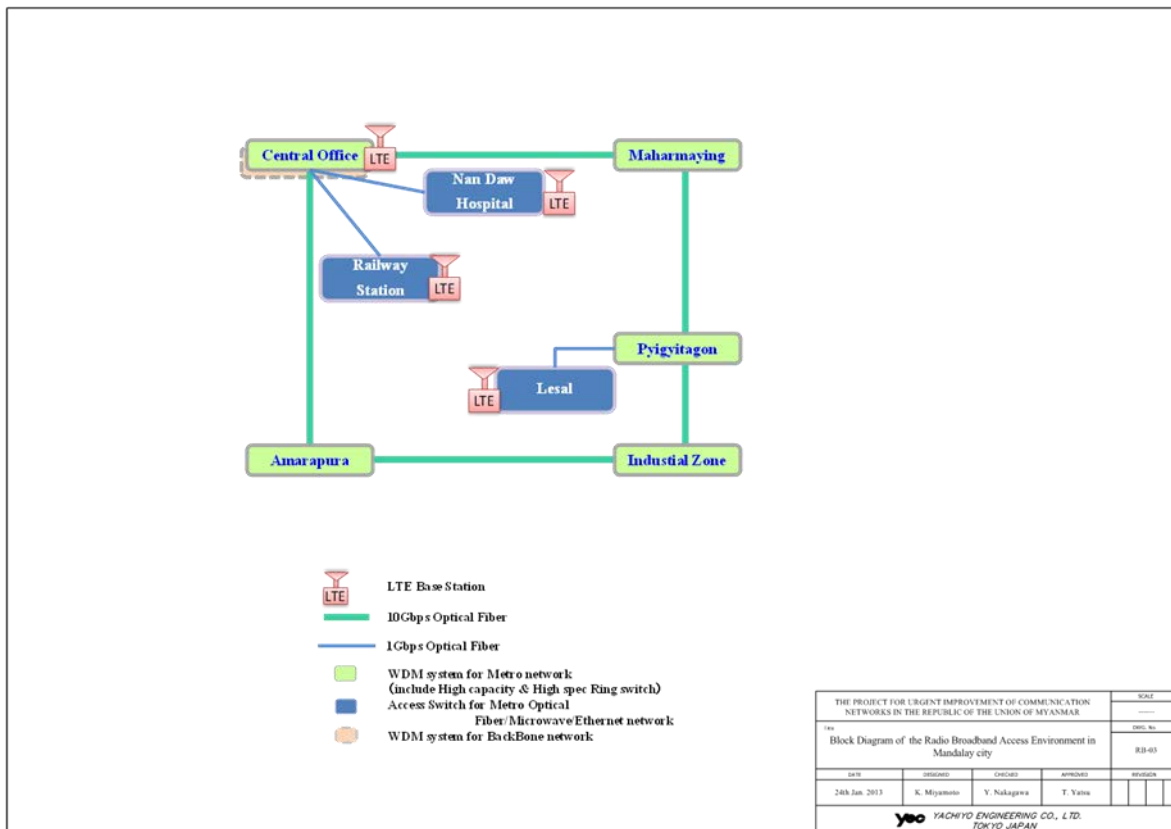 Central Office
LTE
Maharmaying
Nan Daw
Hospital
LTE
Railway
Station
LTE
Pyigyitagon
Lesal
LTE
Amarapura
Industial Zone
LTE
LTE Base Station
10Gbps Optical Fiber
1Gbps Optical Fiber
WDM system for Metro network
(include High capacity & High spec Ring switch)
Access Switch for Metro Optical
Fiber/Microwave/Ethernet network
WDM system for BackBone network
THE PROJECT FOR URGENT IMPROVEMENT OF COMMUNICATION
NETWORKS IN THE REPUBLIC OF THE UNION OF MYANMAR
SCALE
Block Diagram of the Radio Broadband Access Environment in
Mandalay city
DWG. No.
RB-03
DATE DESIGNED CHECKED APPROVED REVISION
24th Jan. 2013 K. Miyamoto Y. Nakagawa T. Yatsu
yec YACHIYO ENGINEERING CO., LTD.
TOKYO JAPAN